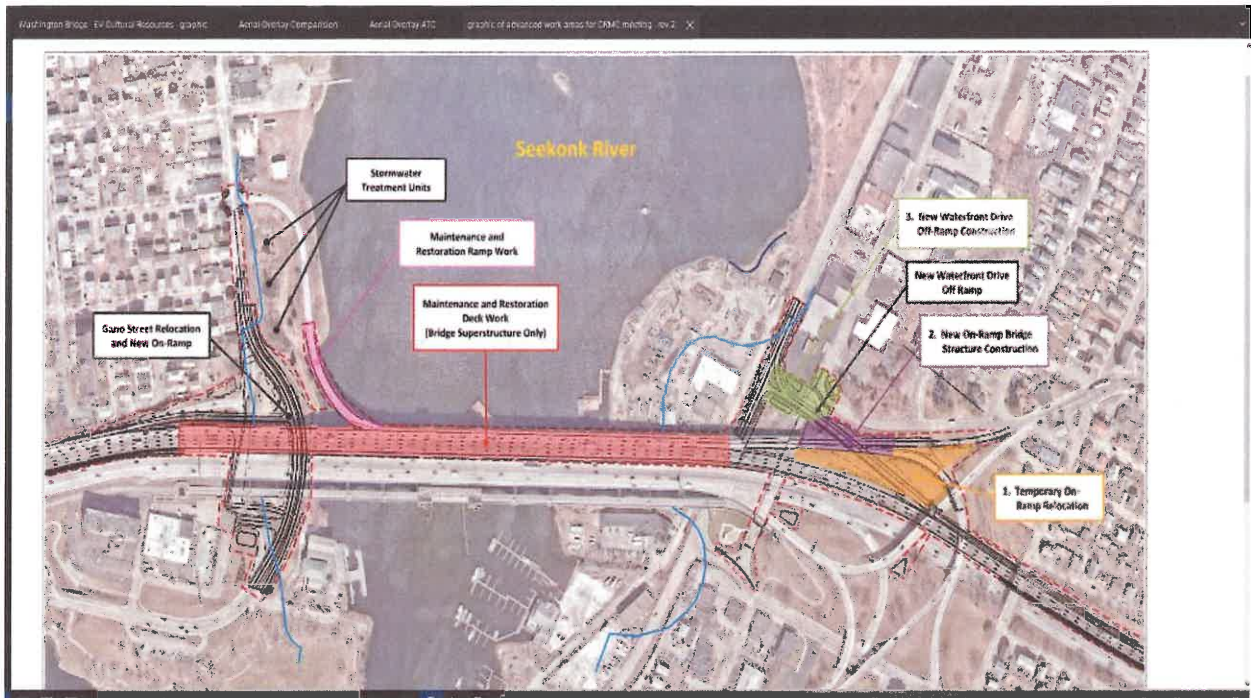 Washington Bridge EV Cultural Resources - graphic
Aerial Overlay Comparision
Aerial Overlay ATC
graphic of advanced work areas for CRMC meeting rev 2
Seekonk River
Stormwater
Treatment Units
Maintenance and
Restoration Ramp Work
Maintenance and Restoration
Deck Work
(Bridge Superstructure Only)
Gano Street Relocation
and New On-Ramp
3. New Waterfront Drive
Off-Ramp Construction
New Waterfront Drive
Off Ramp
2. New On-Ramp Bridge
Structure Construction
1. Temporary On-
Ramp Relocation